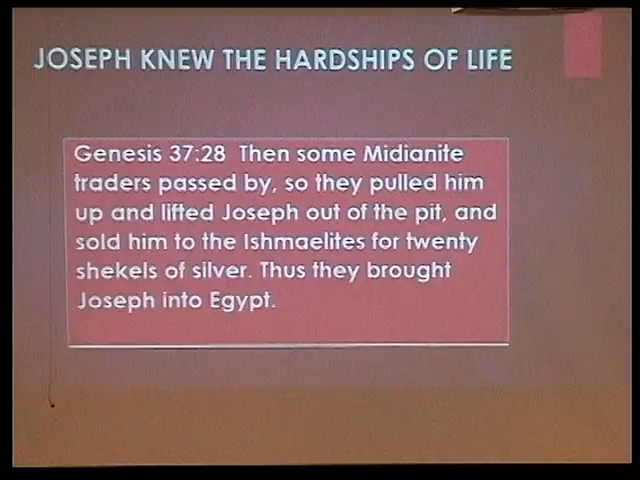 JOSEPH KNEW THE HARDSHIPS OF LIFE
Genesis 37:28 Then some Midianite
traders passed by, so they pulled him
up and lifted Joseph out of the pit, and
sold him to the Ishmaelites for twenty
shekels of silver. Thus they brought
Joseph into Egypt.